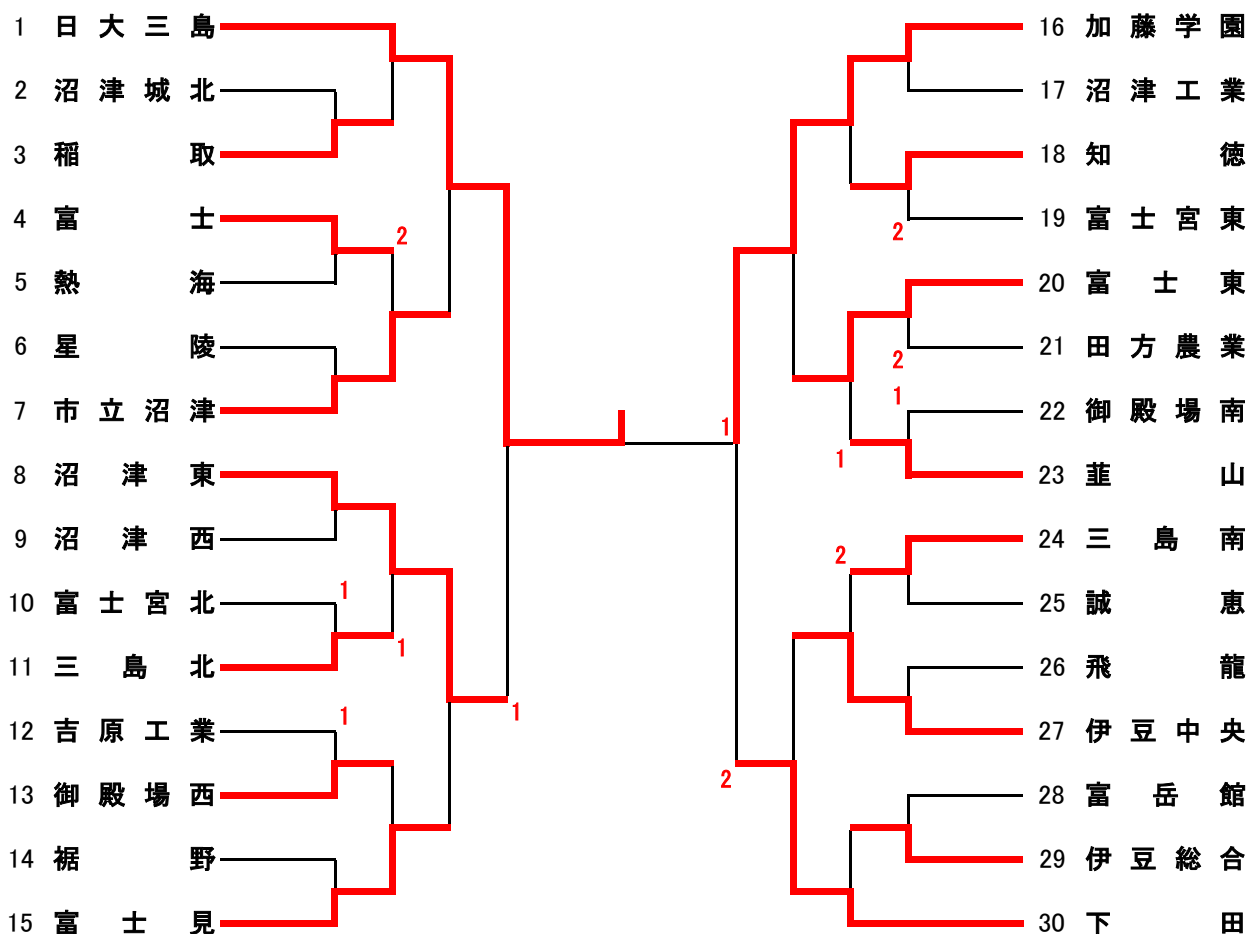 1 日大三島
2 沼津城北
3 稲取
4 富士
2
5 熱海
6 星陵
7 市立沼津
8 沼津東
9 沼津西
1
10 富士宮北
1
11 三島北
1
12 吉原工業
1
13 御殿場西
14 裾野
15 富士見
16 加藤学園
17 沼津工業
18 知徳
19 富士宮東
2
20 富士東
21 田方農業
2
1
22 御殿場南
1
1
23 韮山
24 三島南
2
25 誠恵
26 飛龍
27 伊豆中央
2
28 富岳館
29 伊豆総合
30 下田